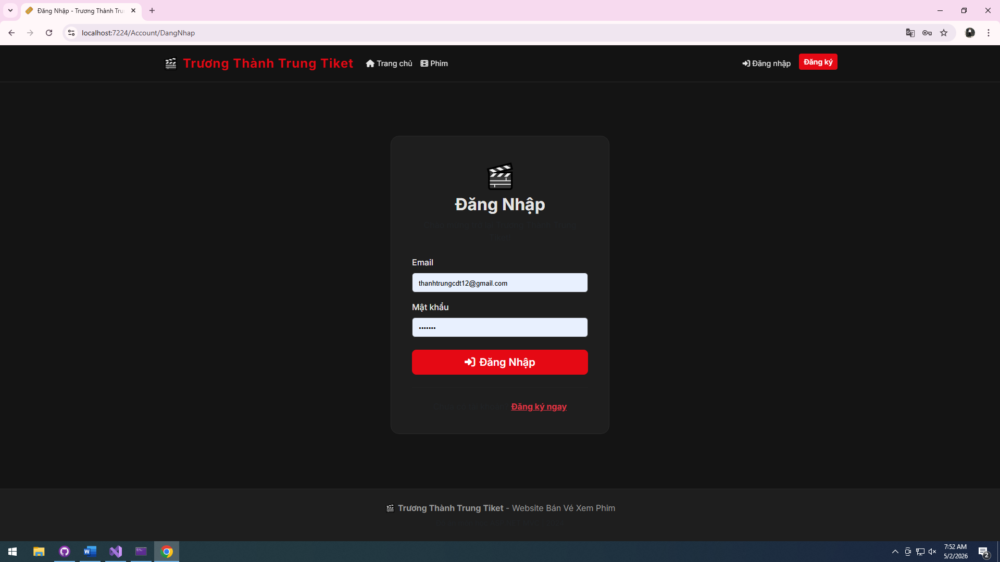 Đăng Nhập - Trương Thành Tru
localhost:7224/Account/DangNhap
Trương Thành Trung Tiket
Trang chủ
Phim
Đăng nhập
Đăng ký
Đăng Nhập
Chào mừng trở lại Trương Thành Trung
Tiket!
Email
thanhtrungcdt12@gmail.com
Mật khẩu
•••••••
Đăng Nhập
Chưa có tài khoản? Đăng ký ngay
Trương Thành Trung Tiket - Website Bán Vé Xem Phim
7:52 AM
5/2/2026
2